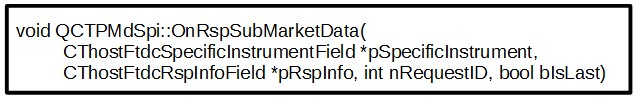 void QCTPMdSpi::OnRspSubMarketData(
CThostFtdcSpecificInstrumentField *pSpecificInstrument,
CThostFtdcRspInfoField *pRspInfo, int nRequestID, bool bIsLast)